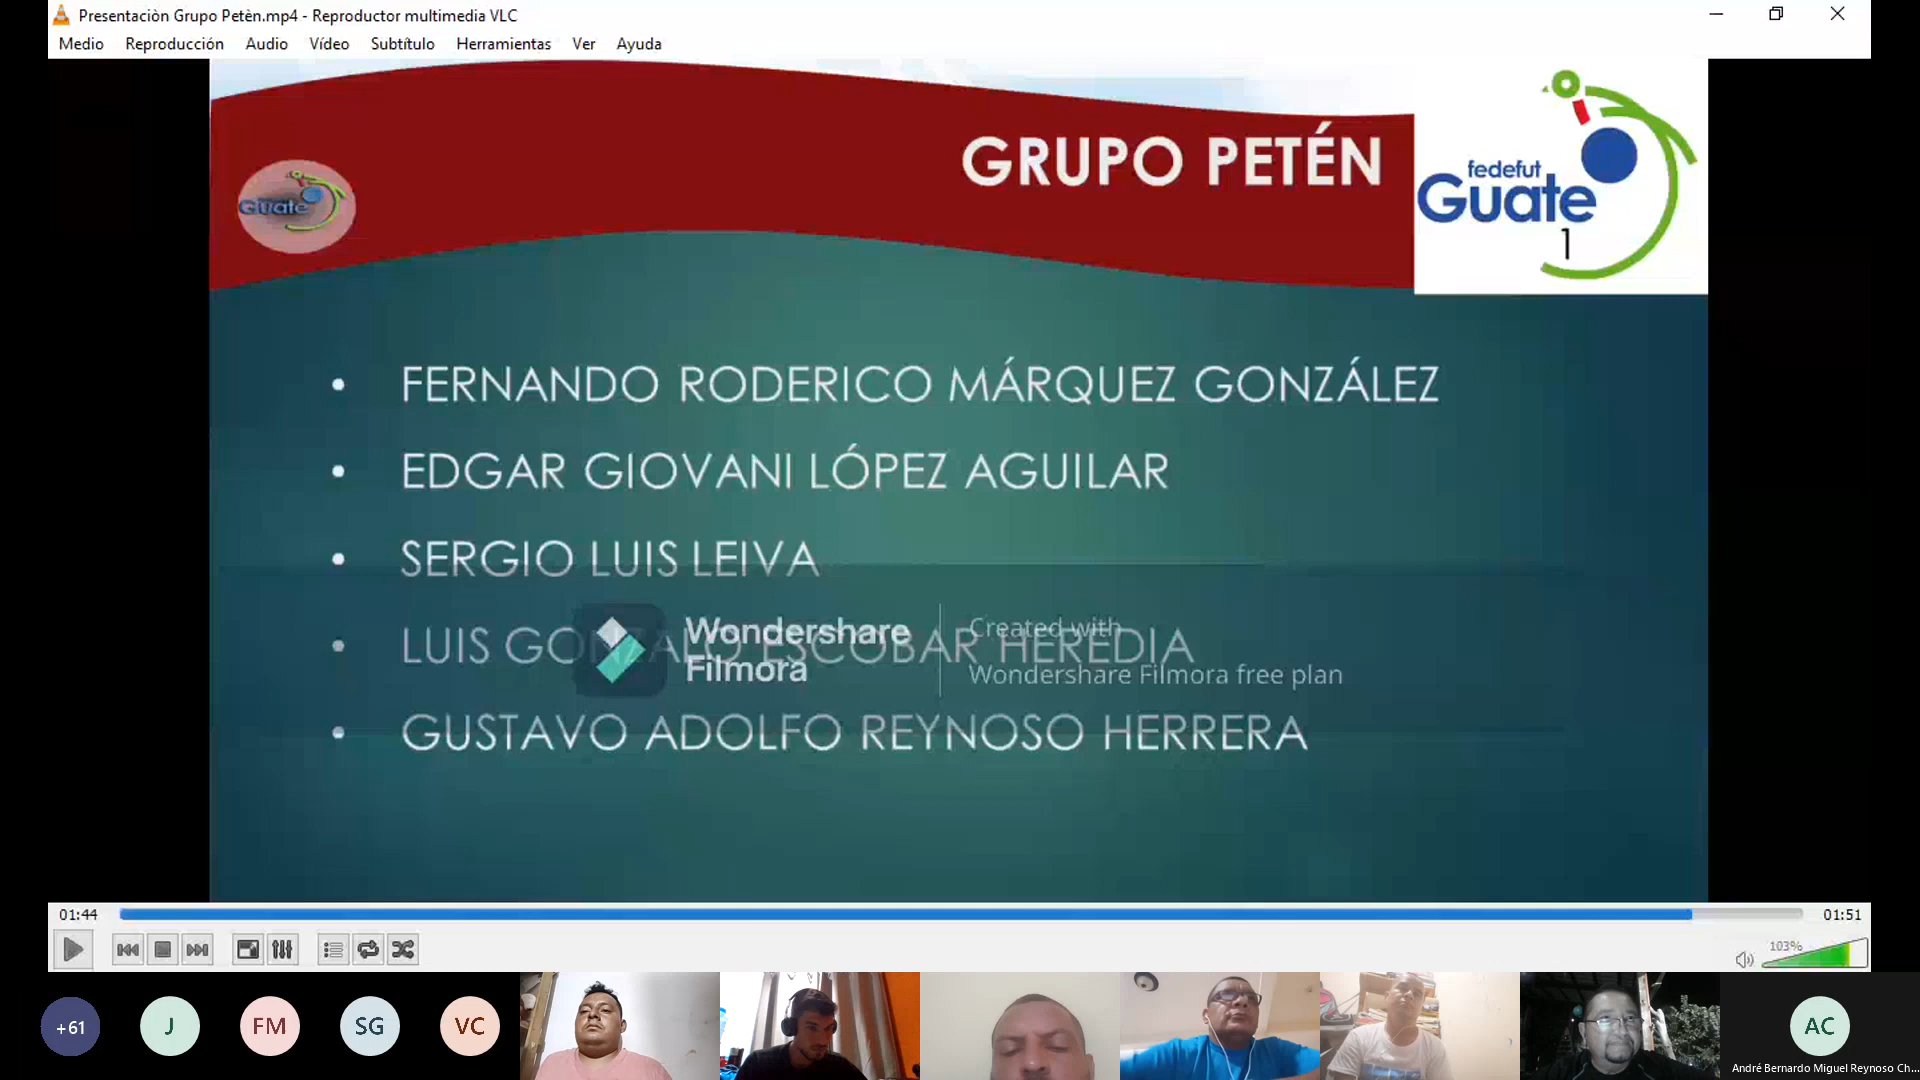 Presentaciòn Grupo Petèn.mp4 - Reproductor multimedia VLC
Medio Reproducción Audio Vídeo Subtítulo Herramientas Ver Ayuda
GRUPO PETÉN
fedefut
Guate
1
Guate
• FERNANDO RODERICO MÁRQUEZ GONZÁLEZ
• EDGAR GIOVANI LÓPEZ AGUILAR
• SERGIO LUIS LEIVA
• LUIS GONZALO ESCOBAR HEREDIA
Wondershare
Filmora
Created with
Wondershare Filmora free plan
• GUSTAVO ADOLFO REYNOSO HERRERA
01:44
01:51
103%
+61
J
FM
SG
VC
AC
André Bernardo Miguel Reynoso Ch...